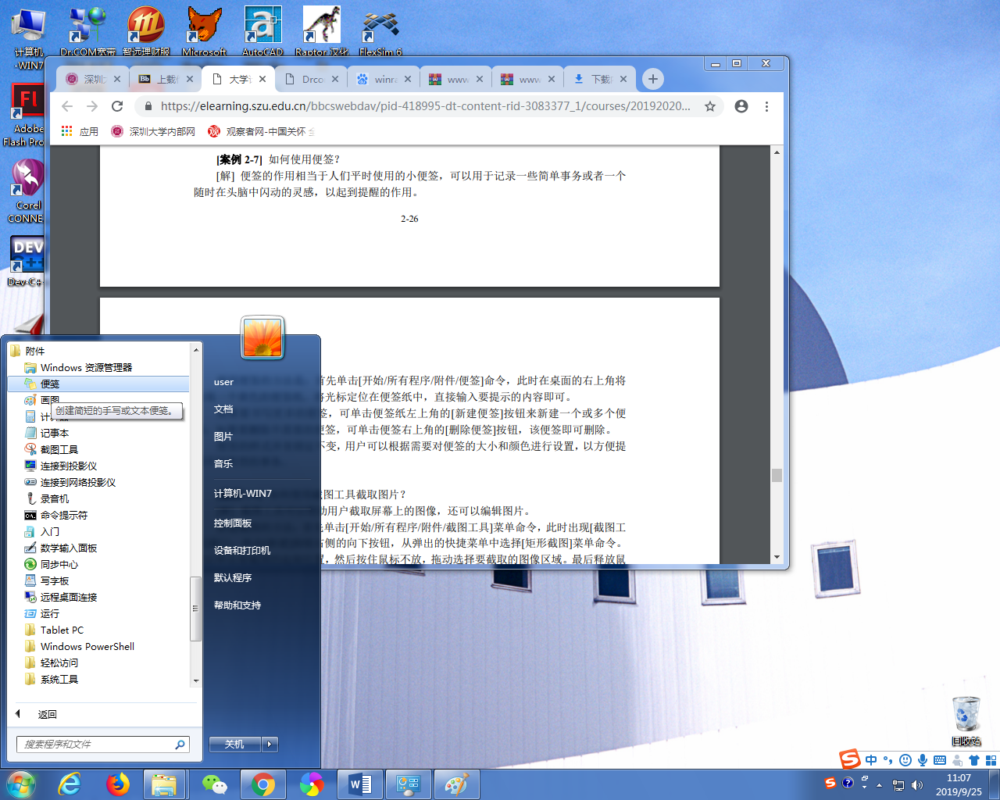 计算机
-WIN7
Dr.COM宽带
智远理财服
Microsoft
AutoCAD
Raptor 汉化
FlexSim 6
Adobe
Flash Pro
Corel
CONNE
Dev-C+
深圳大
上载
大学
Drco
winra
www
www
下载
https://elearning.szu.edu.cn/bbcswebdav/pid-418995-dt-content-rid-3083377_1/courses/20192020...
应用
深圳大学内部网
观察者网-中国关怀
[案例 2-7] 如何使用便签？
[解] 便签的作用相当于人们平时使用的小便签，可以用于记录一些简单事务或者一个
随时在头脑中闪动的灵感，以起到提醒的作用。
2-26
首先单击[开始/所有程序/附件/便签]命令，此时在桌面的右上角将
将光标定位在便签纸中，直接输入要提示的内容即可。
签，可单击便签纸左上角的[新建便签]按钮来新建一个或多个便
便签，可单击便签右上角的[删除便签]按钮，该便签即可删除。
不变，用户可以根据需要对便签的大小和颜色进行设置，以方便提
截图工具截取图片？
助用户截取屏幕上的图像，还可以编辑图片。
先单击[开始/所有程序/附件/截图工具]菜单命令，此时出现[截图工
右侧的向下按钮，从弹出的快捷菜单中选择[矩形截图]菜单命令。
，然后按住鼠标不放，拖动选择要截取的图像区域。最后释放鼠
附件
Windows 资源管理器
便笺
画图
创建简短的手写或文本便笺。
记事本
截图工具
连接到投影仪
连接到网络投影仪
录音机
命令提示符
入门
数学输入面板
同步中心
写字板
远程桌面连接
运行
Tablet PC
Windows PowerShell
轻松访问
系统工具
返回
搜索程序和文件
user
文档
图片
音乐
计算机-WIN7
控制面板
设备和打印机
默认程序
帮助和支持
关机
回收站
中
11:07
2019/9/25